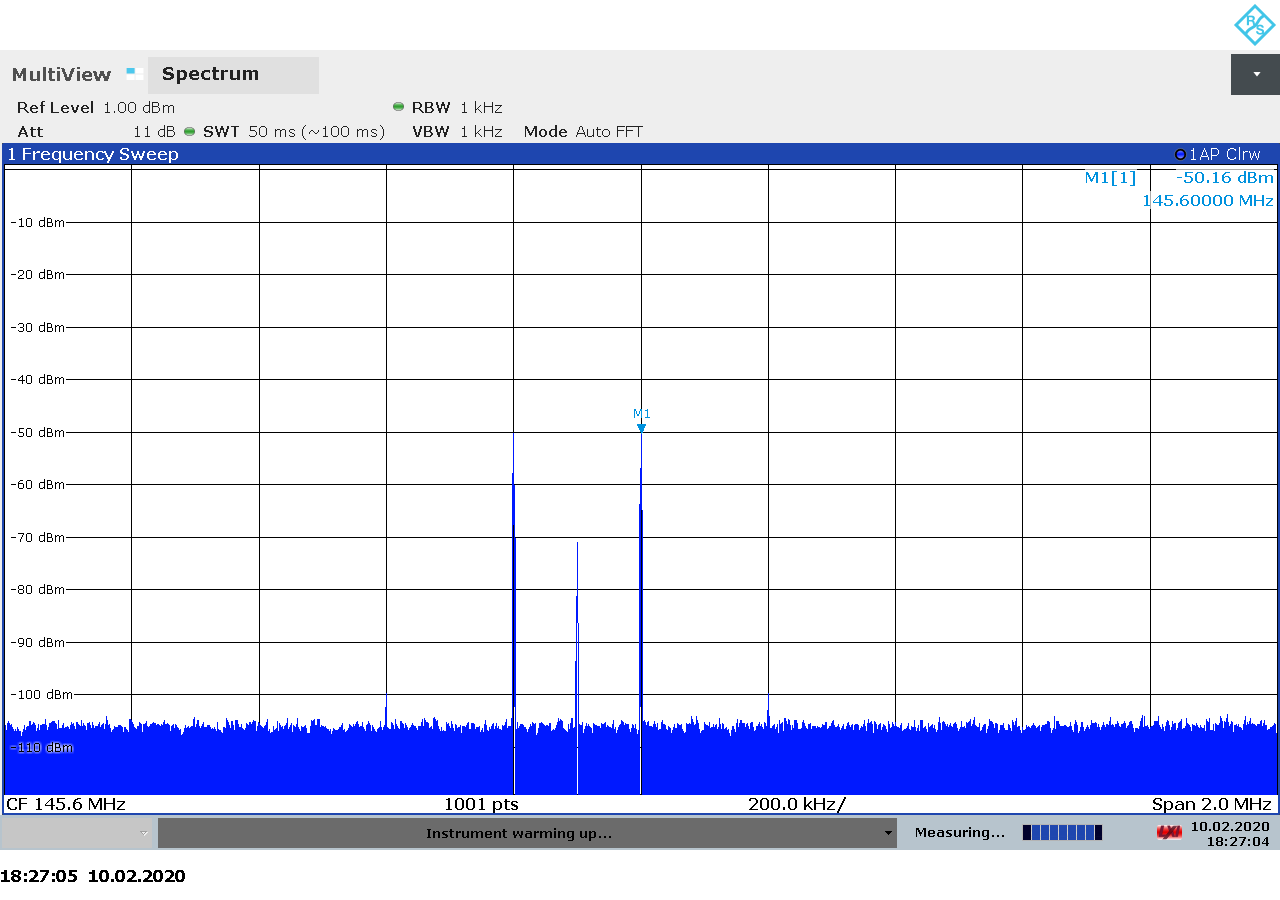 R S
MultiView Spectrum
Ref Level 1.00 dBm RBW 1 kHz
Att 11 dB SWT 50 ms (~100 ms) VBW 1 kHz Mode Auto FFT
1 Frequency Sweep 1AP Clrw
M1[1] -50.16 dBm
145.60000 MHz
-10 dBm
-20 dBm
-30 dBm
-40 dBm
M1
-50 dBm
-60 dBm
-70 dBm
-80 dBm
-90 dBm
-100 dBm
-110 dBm
CF 145.6 MHz 1001 pts 200.0 kHz/ Span 2.0 MHz
Instrument warming up... Measuring... LXI 10.02.2020
18:27:04
18:27:05 10.02.2020